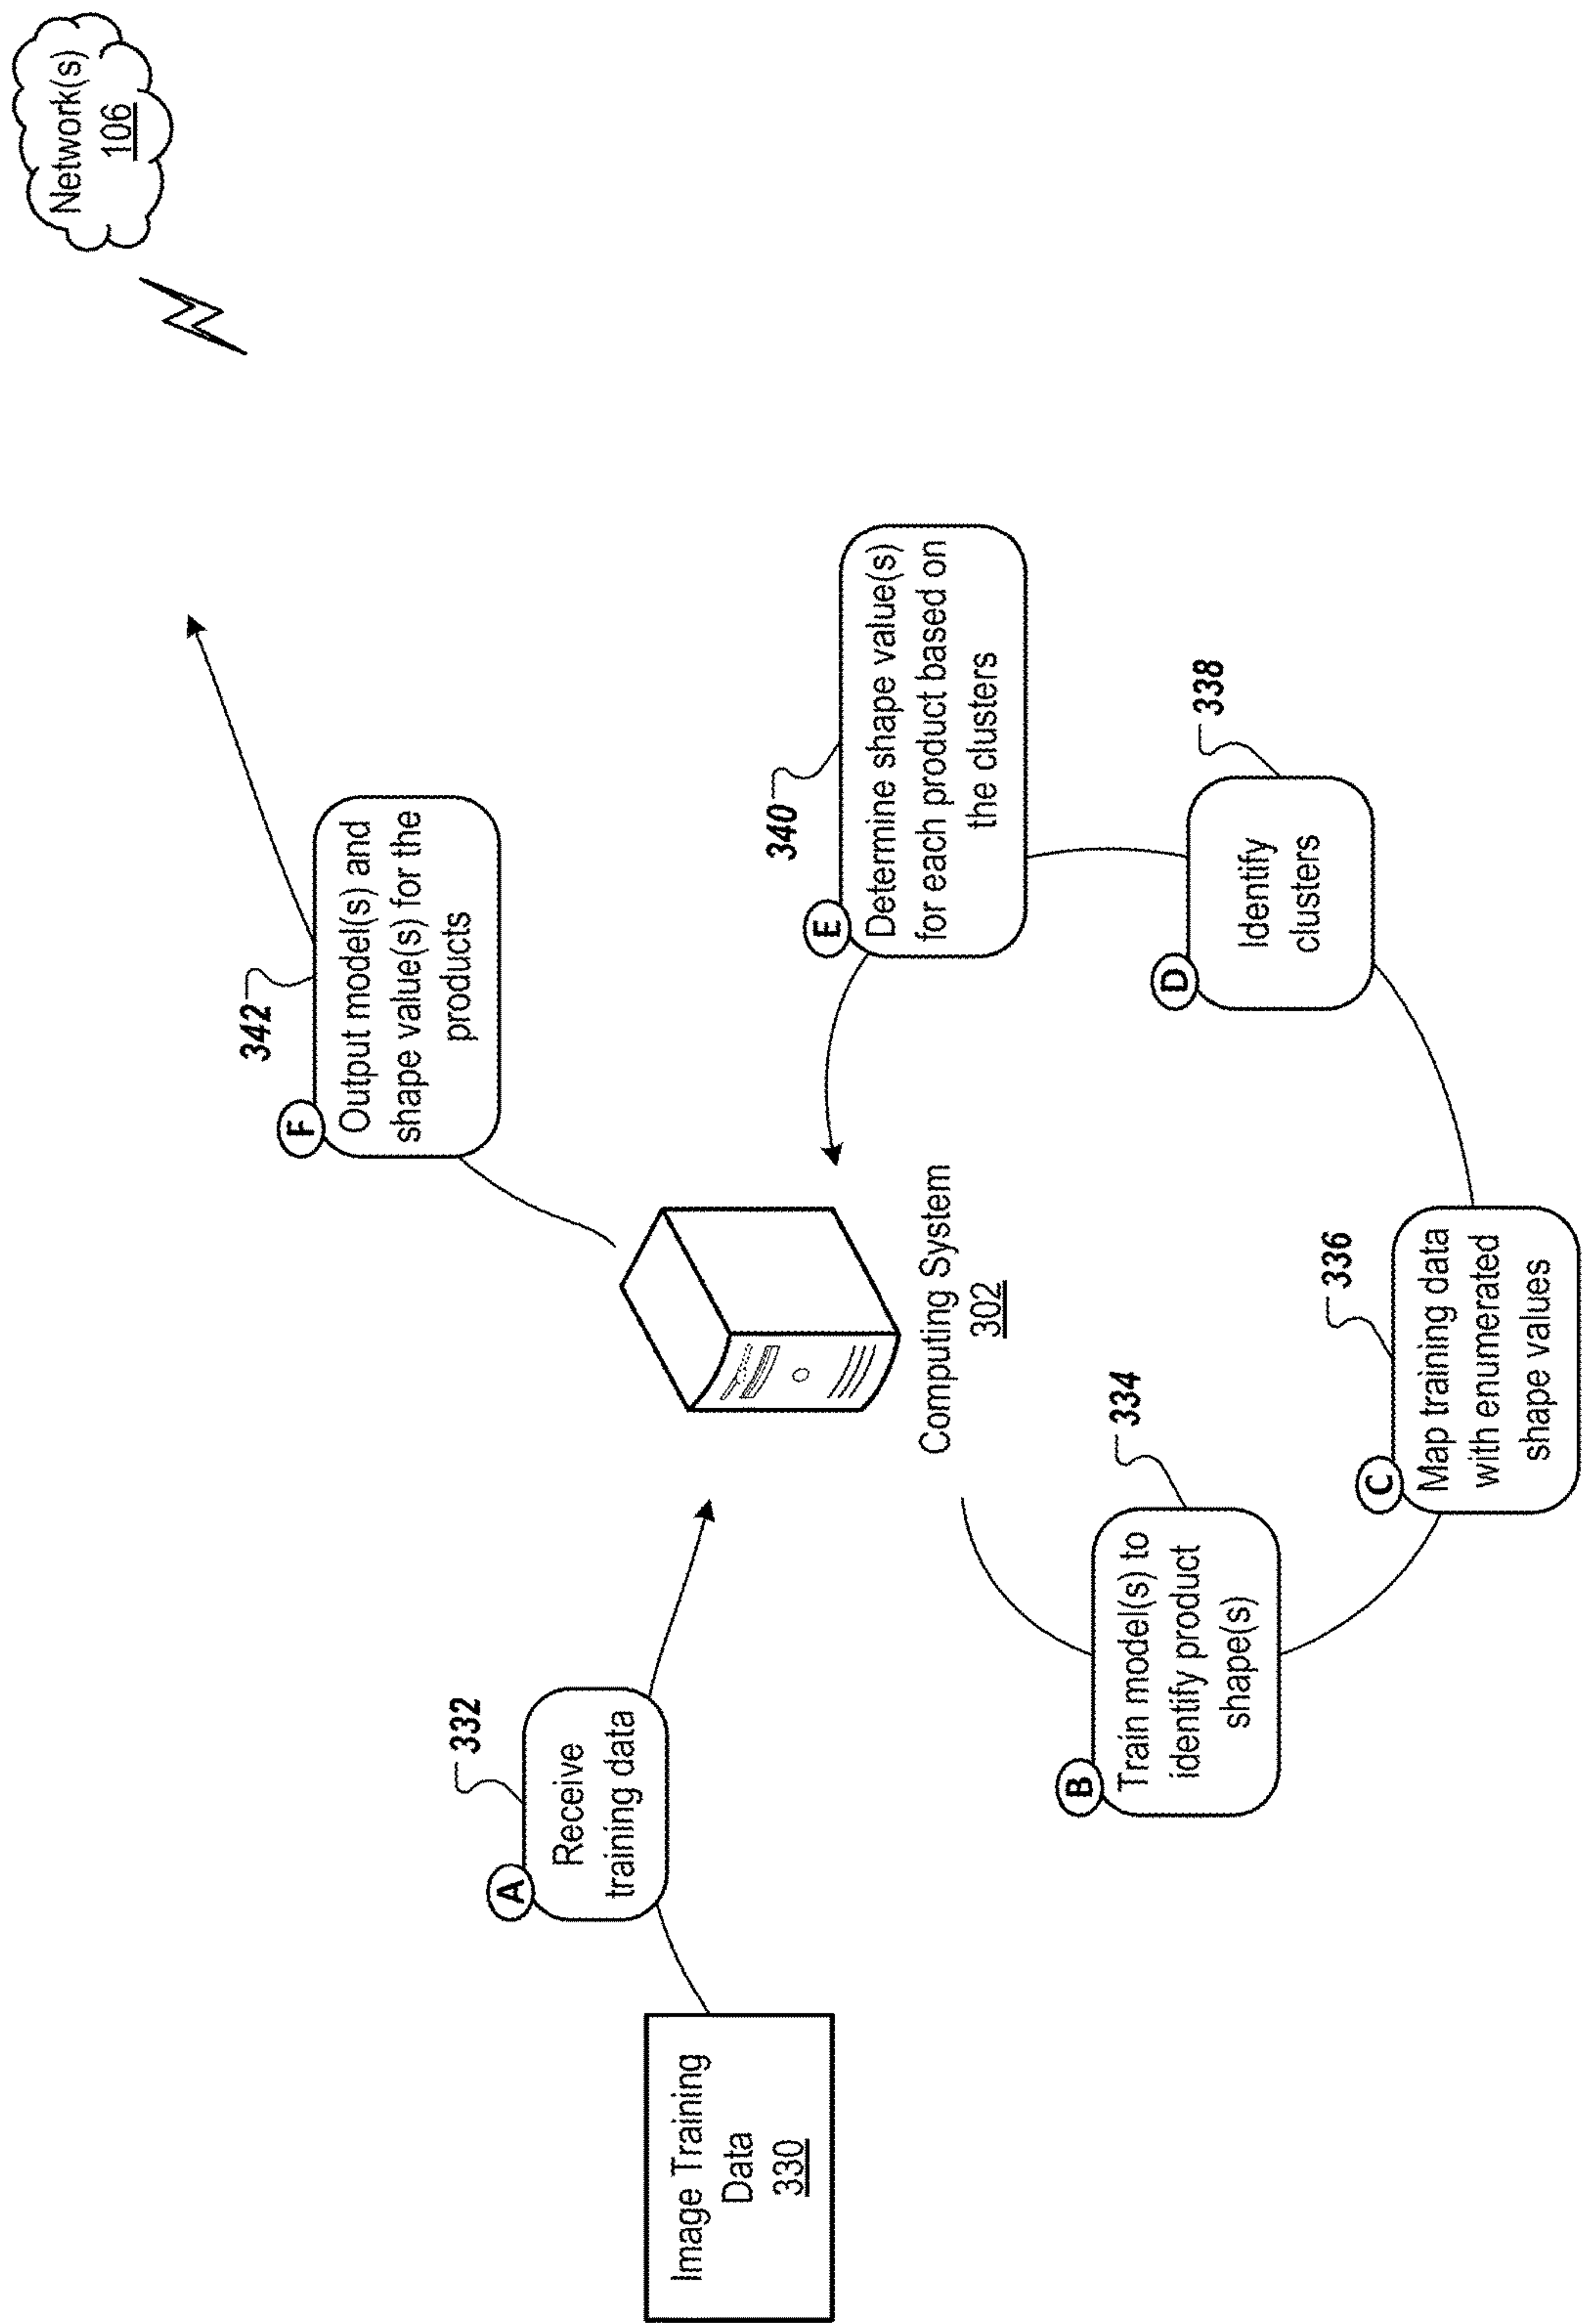 Network(s)
106
342
F
Output model(s) and
shape value(s) for the
products
332
A
Receive
training data
Image Training
Data
330
Computing System
302
340
E
Determine shape value(s)
for each product based on
the clusters
334
B
Train model(s) to
identify product
shape(s)
338
D
Identify
clusters
336
C
Map training data
with enumerated
shape values